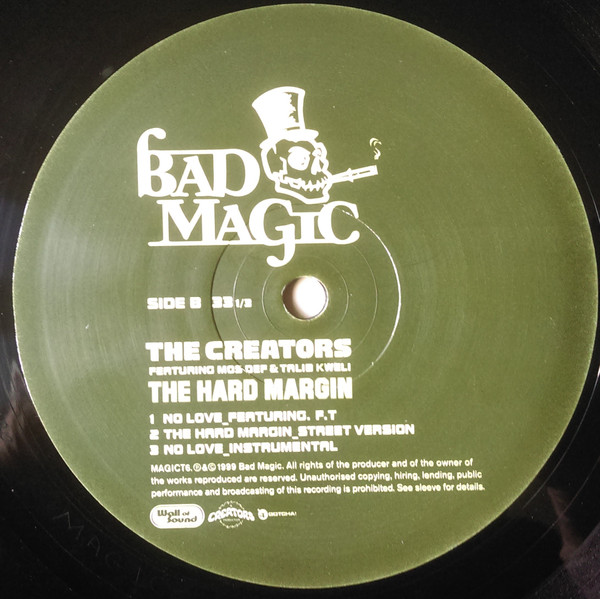 BAD
MAGIC
SIDE B 33 1/3
THE CREATORS
FEATURING MOS-DEF & TALIB KWELI
THE HARD MARGIN
1 NO LOVE_FEATURING. F.T
2 THE HARD MARGIN_STREET VERSION
3 NO LOVE_INSTRUMENTAL
MAGICT6. ℗&© 1999 Bad Magic. All rights of the producer and of the owner of
the works reproduced are reserved. Unauthorised copying, hiring, lending, public
performance and broadcasting of this recording is prohibited. See sleeve for details.
Wall of
Sound
CREATORS
GOTCHA!